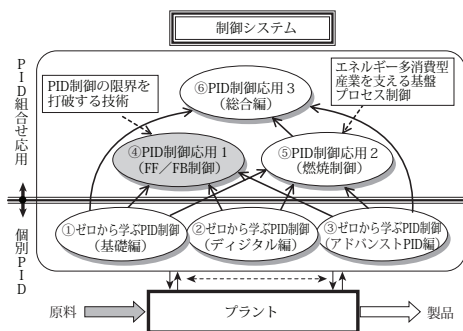 制御システム
PID制御の限界を
打破する技術
エネルギー多消費型
産業を支える基盤
プロセス制御
⑥PID制御応用3
(総合編)
④PID制御応用1
(FF/FB制御)
⑤PID制御応用2
(燃焼制御)
PID組合せ応用
個別PID
①ゼロから学ぶPID制御
(基礎編)
②ゼロから学ぶPID制御
(ディジタル編)
③ゼロから学ぶPID制御
(アドバンストPID編)
原料
プラント
製品